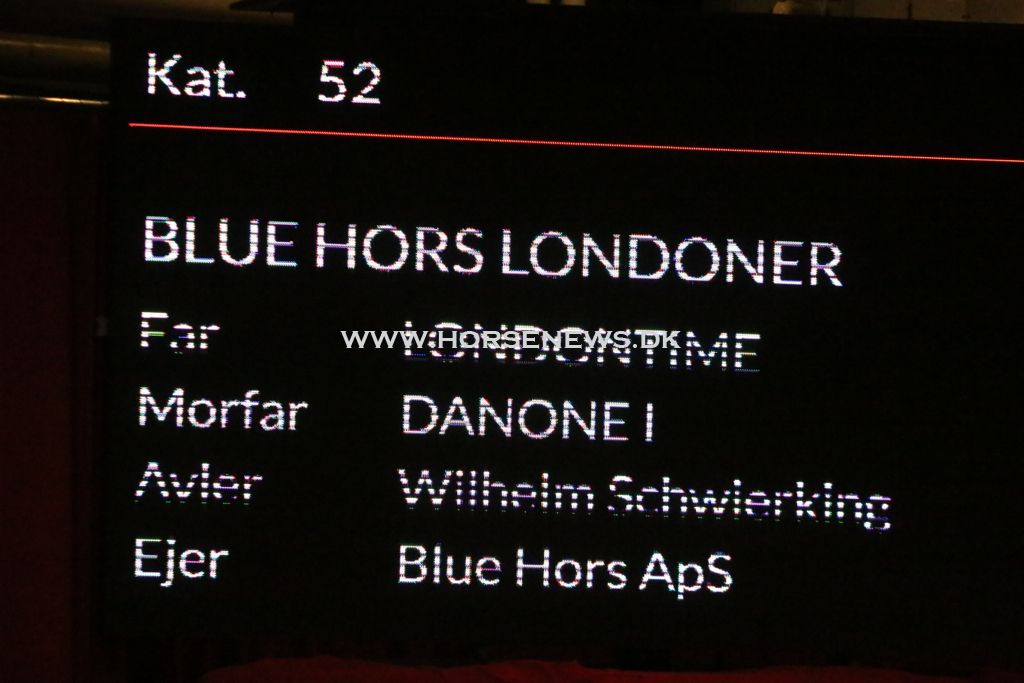 Kat. 52
BLUE HORS LONDONER
Far LONDONTIME
WWW.HORSENEWS.DK
Morfar DANONE I
Avler Wilhelm Schwierking
Ejer Blue Hors ApS